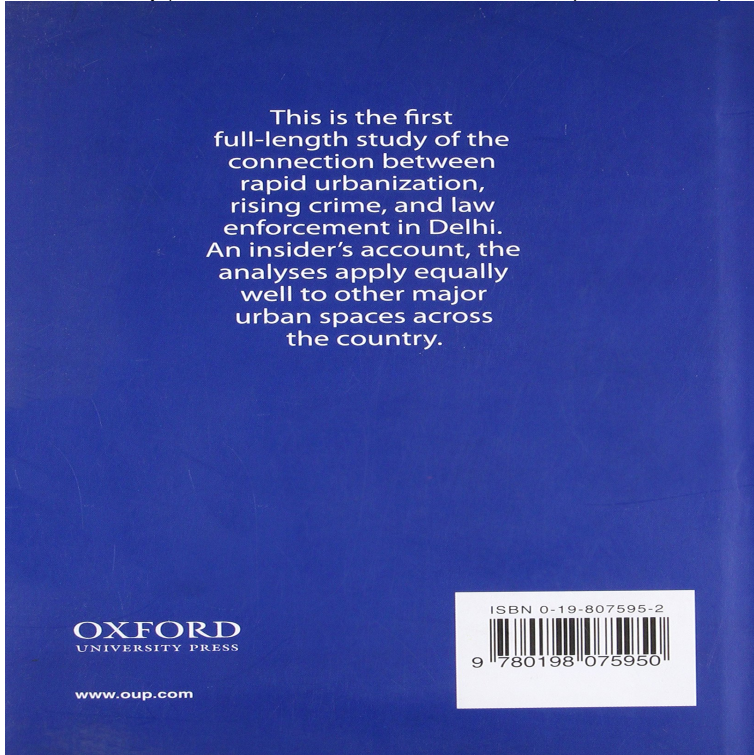 This is the first
full-length study of the
connection between
rapid urbanization,
rising crime, and law
enforcement in Delhi.
An insider's account, the
analyses apply equally
well to other major
urban spaces across
the country.
OXFORD
UNIVERSITY PRESS
www.oup.com
ISBN 0-19-807595-2
9 780198 075950